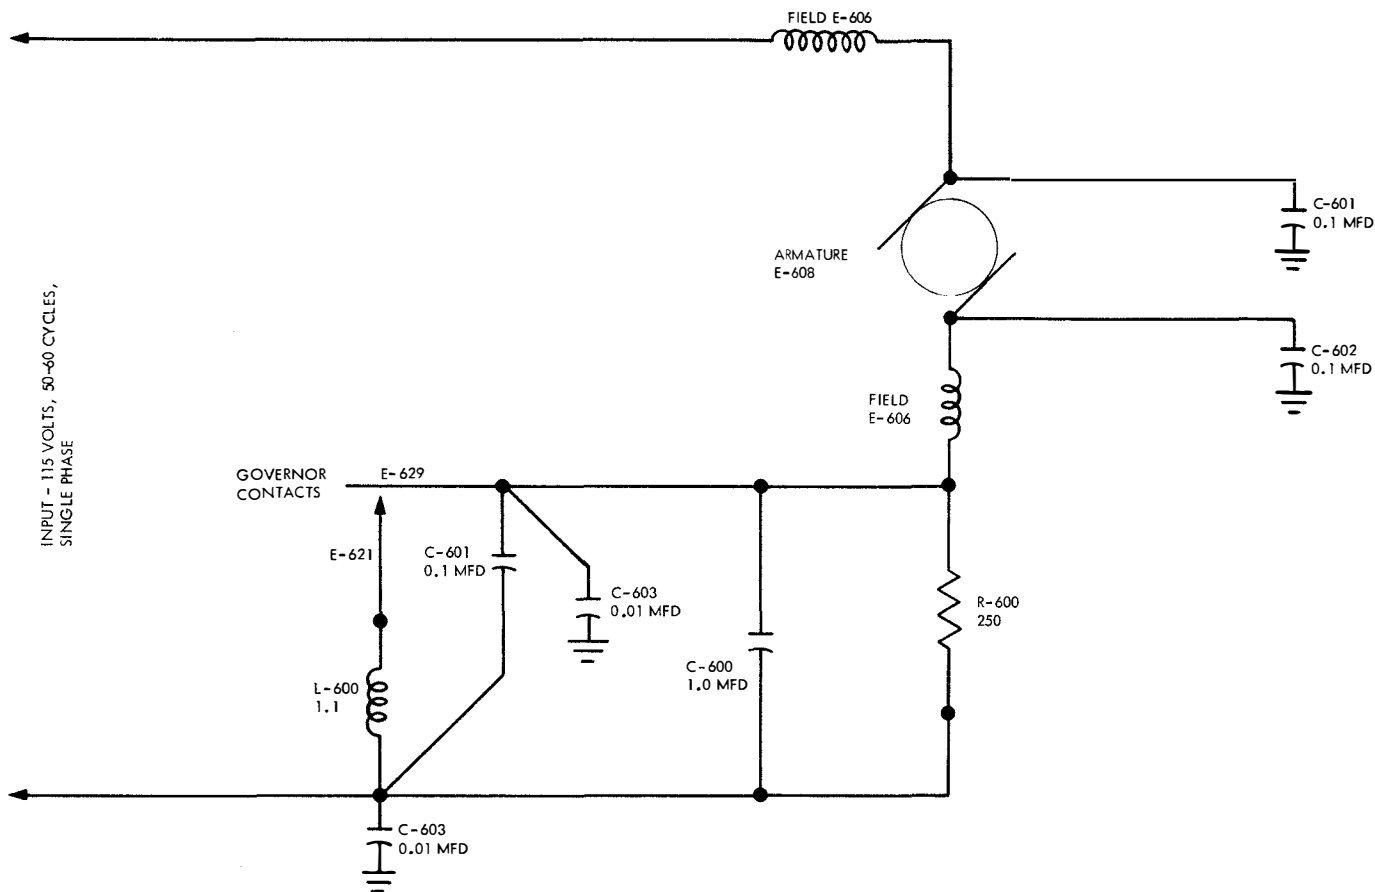 FIELD E-606
C-601
0.1 MFD
ARMATURE
E-608
INPUT - 115 VOLTS, 50-60 CYCLES,
SINGLE PHASE
C-602
0.1 MFD
FIELD
E-606
GOVERNOR
CONTACTS
E-629
E-621
C-601
0.1 MFD
C-603
0.01 MFD
R-600
250
C-600
1.0 MFD
L-600
1.1
C-603
0.01 MFD